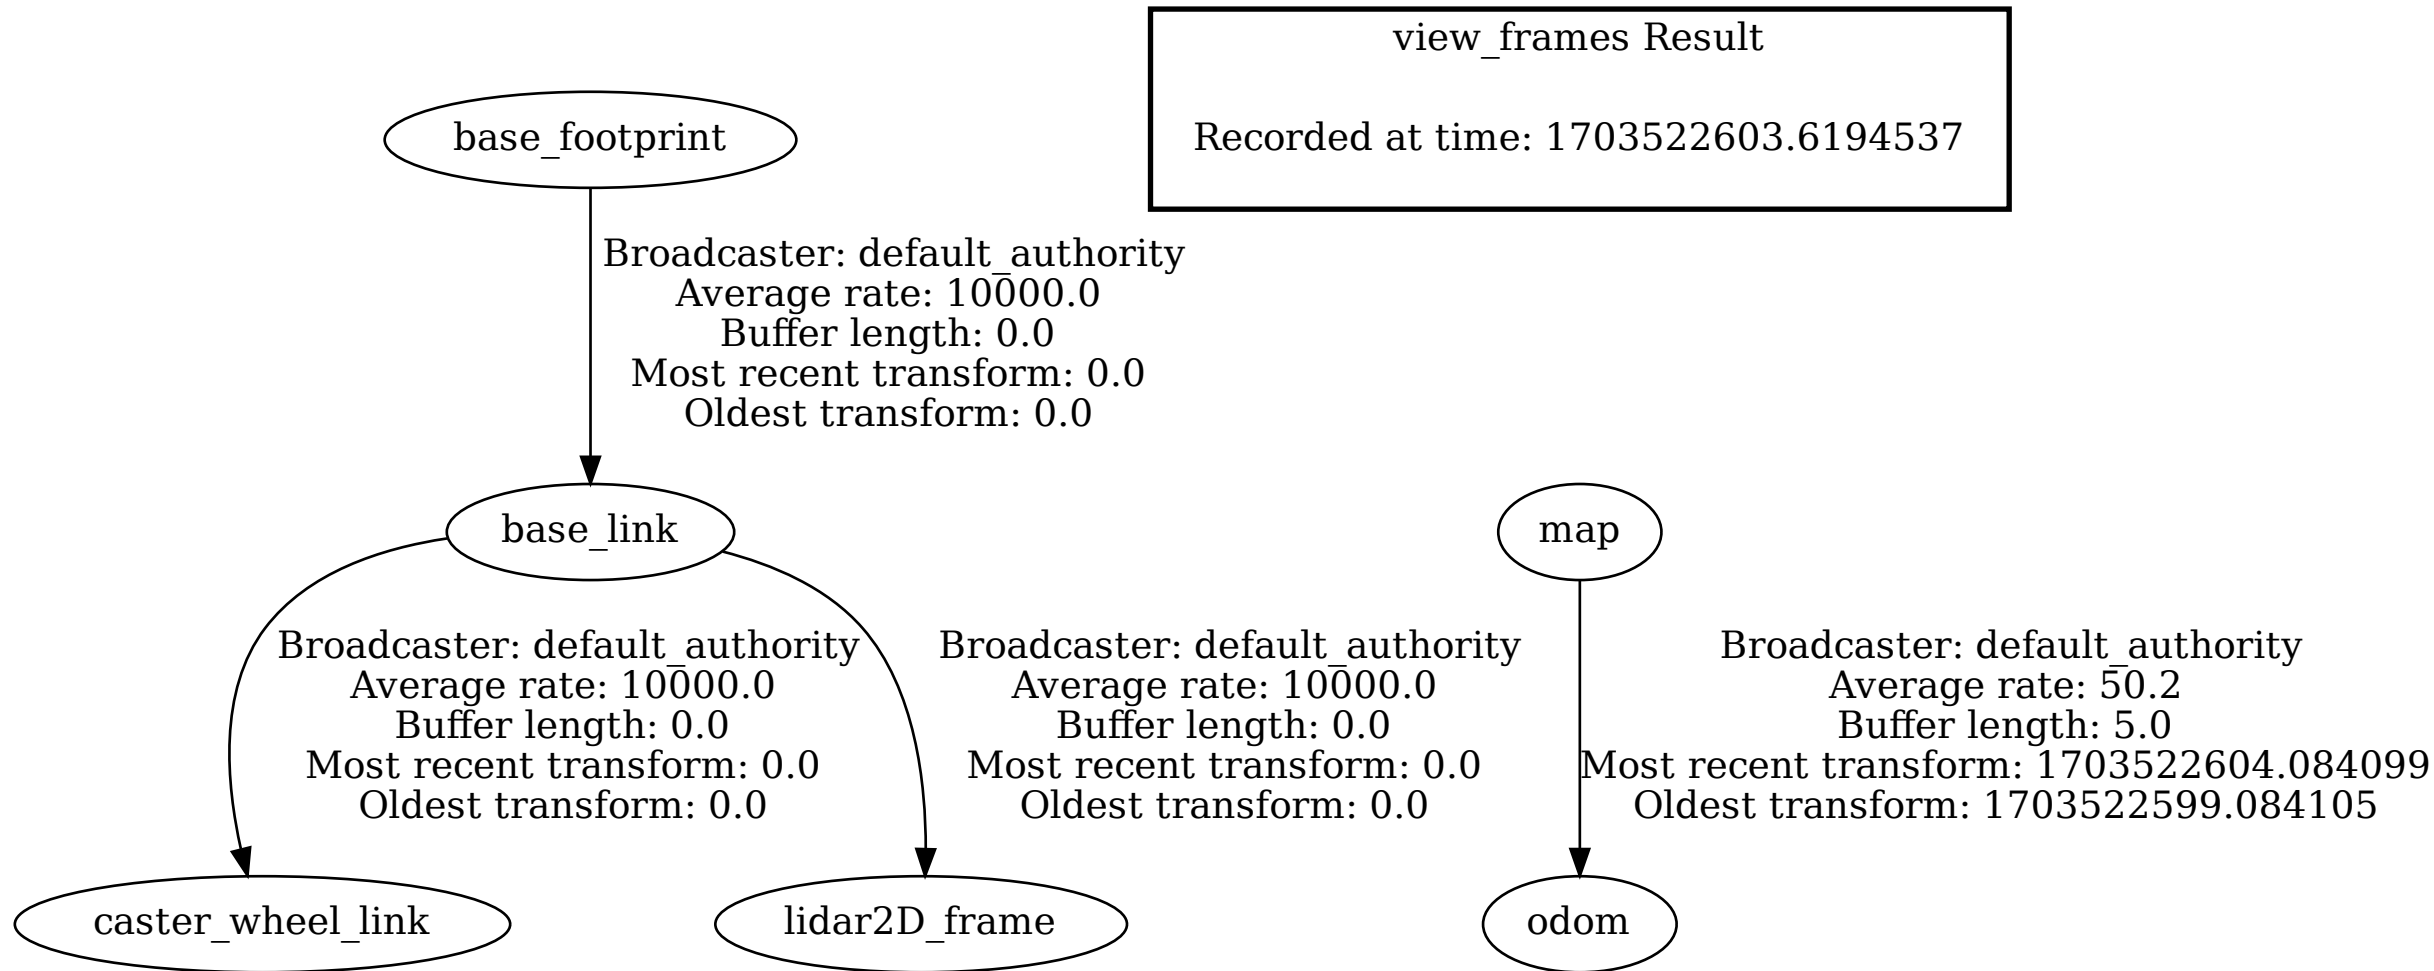 view_frames Result
Recorded at time: 1703522603.6194537
base_footprint
Broadcaster: default_authority
Average rate: 10000.0
Buffer length: 0.0
Most recent transform: 0.0
Oldest transform: 0.0
base_link
map
Broadcaster: default_authority
Average rate: 10000.0
Buffer length: 0.0
Most recent transform: 0.0
Oldest transform: 0.0
Broadcaster: default_authority
Average rate: 10000.0
Buffer length: 0.0
Most recent transform: 0.0
Oldest transform: 0.0
Broadcaster: default_authority
Average rate: 50.2
Buffer length: 5.0
Most recent transform: 1703522604.084099
Oldest transform: 1703522599.084105
caster_wheel_link
lidar2D_frame
odom